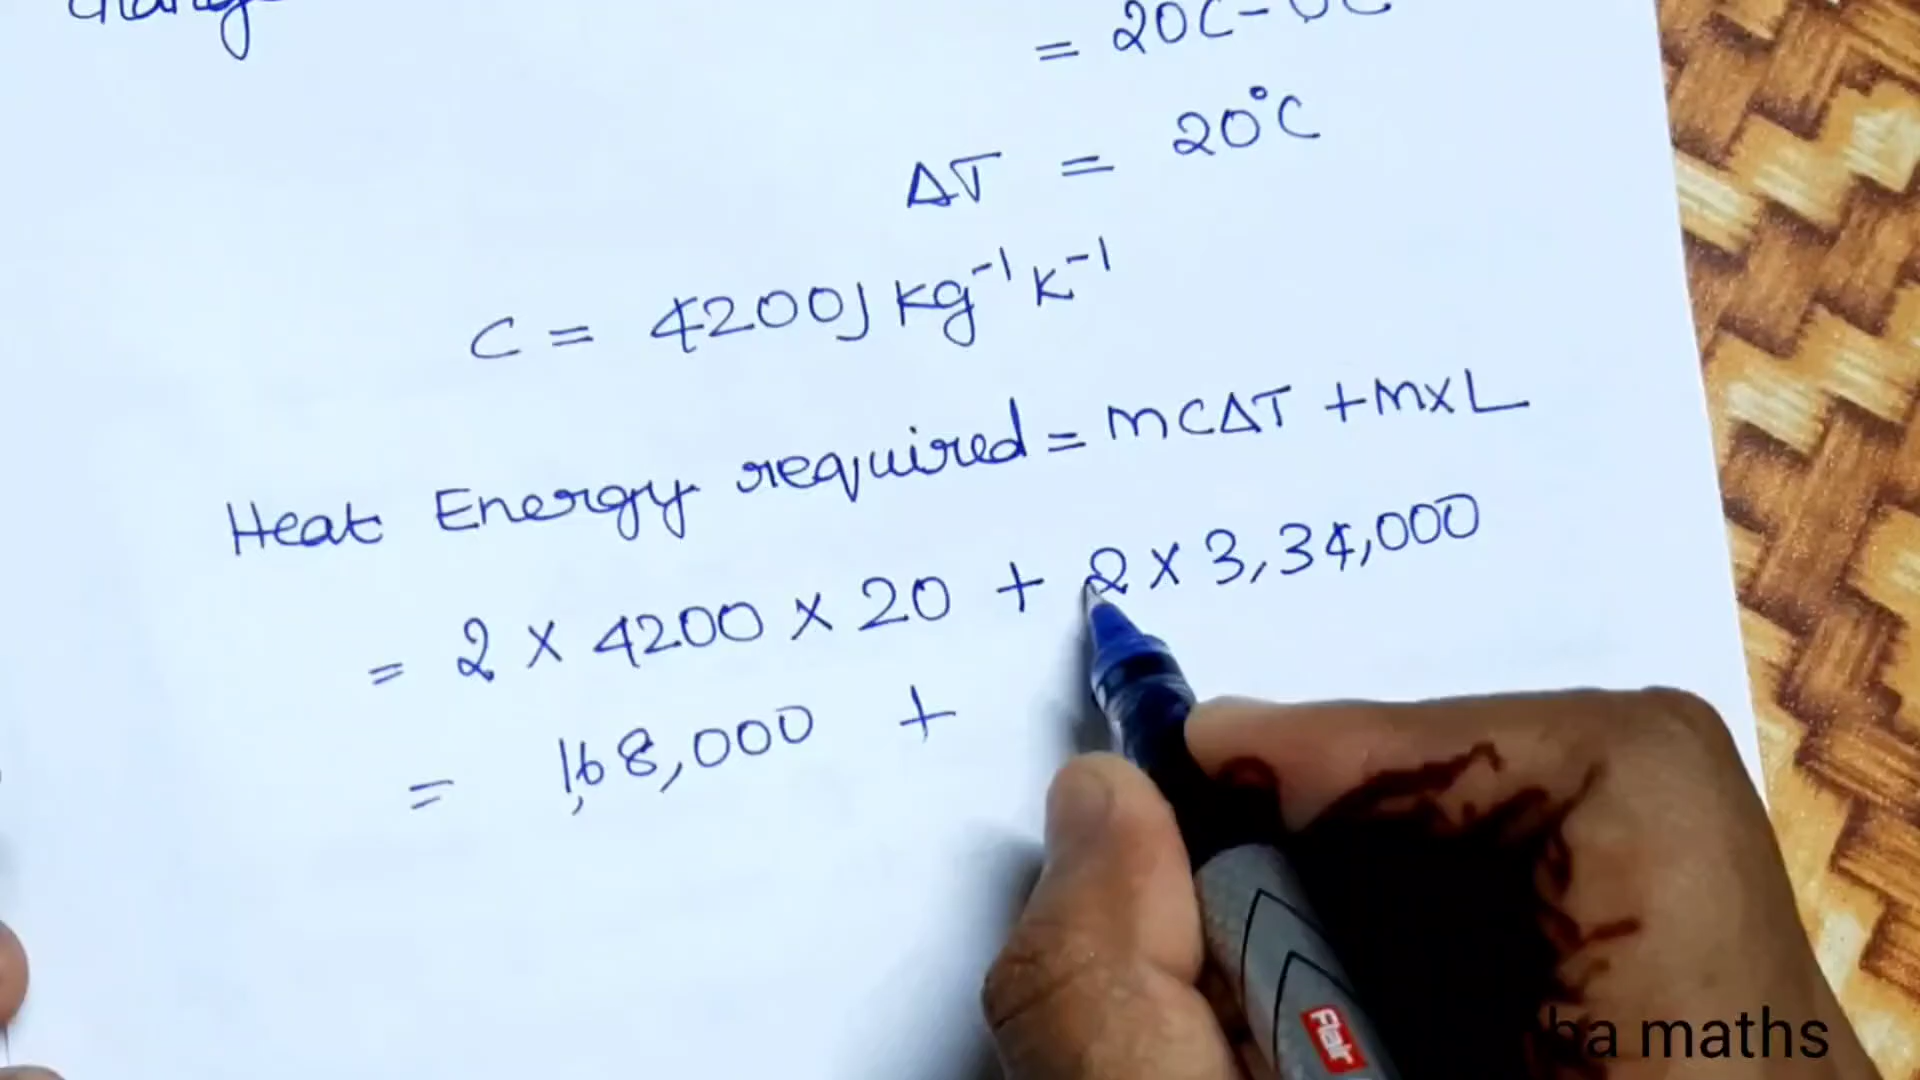 = 20C - 0C
ΔT = 20°C
C = 4200J kg⁻¹ K⁻¹
Heat Energy required = mCΔT + m×L
= 2 × 4200 × 20 + 2 × 3,34,000
= 1,68,000 +
Flair
ba maths